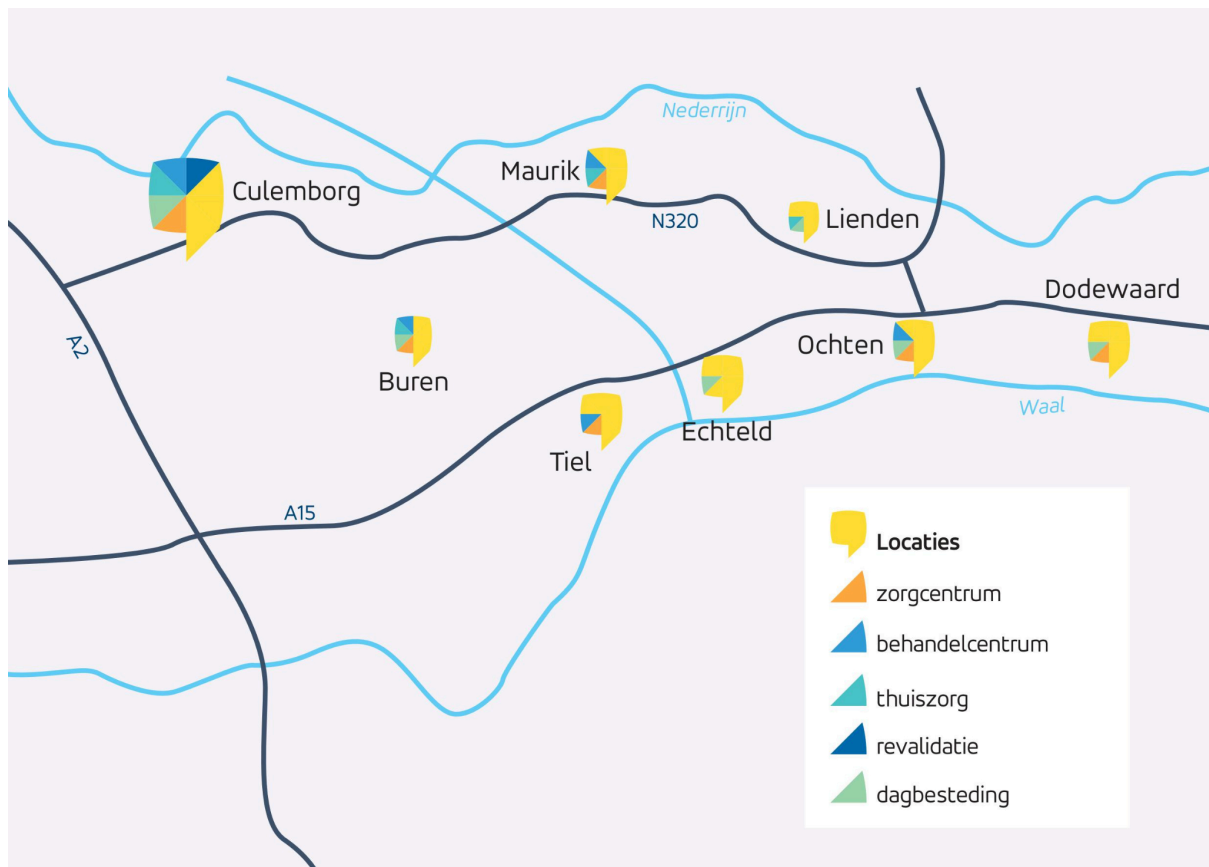 Nederrijn
Maurik
Culemborg
N320
Lienden
Dodewaard
A2
Buren
Ochten
Echteld
Waal
Tiel
A15
Locaties
zorgcentrum
behandelcentrum
thuiszorg
revalidatie
dagbesteding